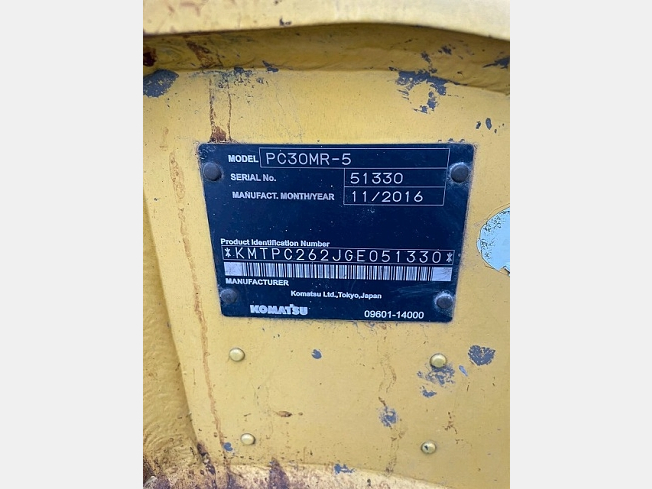 MODEL PC30MR-5
SERIAL No. 51330
MANUFACT. MONTH/YEAR 11/2016
Product Identification Number
*KMTPC262JGE051330*
MANUFACTURER
Komatsu Ltd.,Tokyo,Japan
KOMATSU 09601-14000